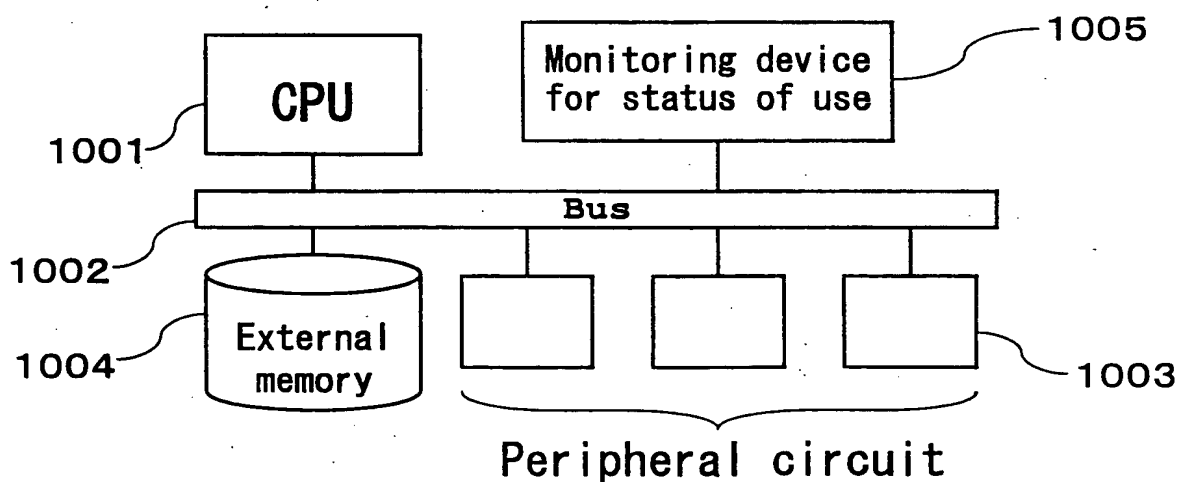 1005
Monitoring device
for status of use
CPU
1001
Bus
1002
External
memory
1004
1003
Peripheral circuit